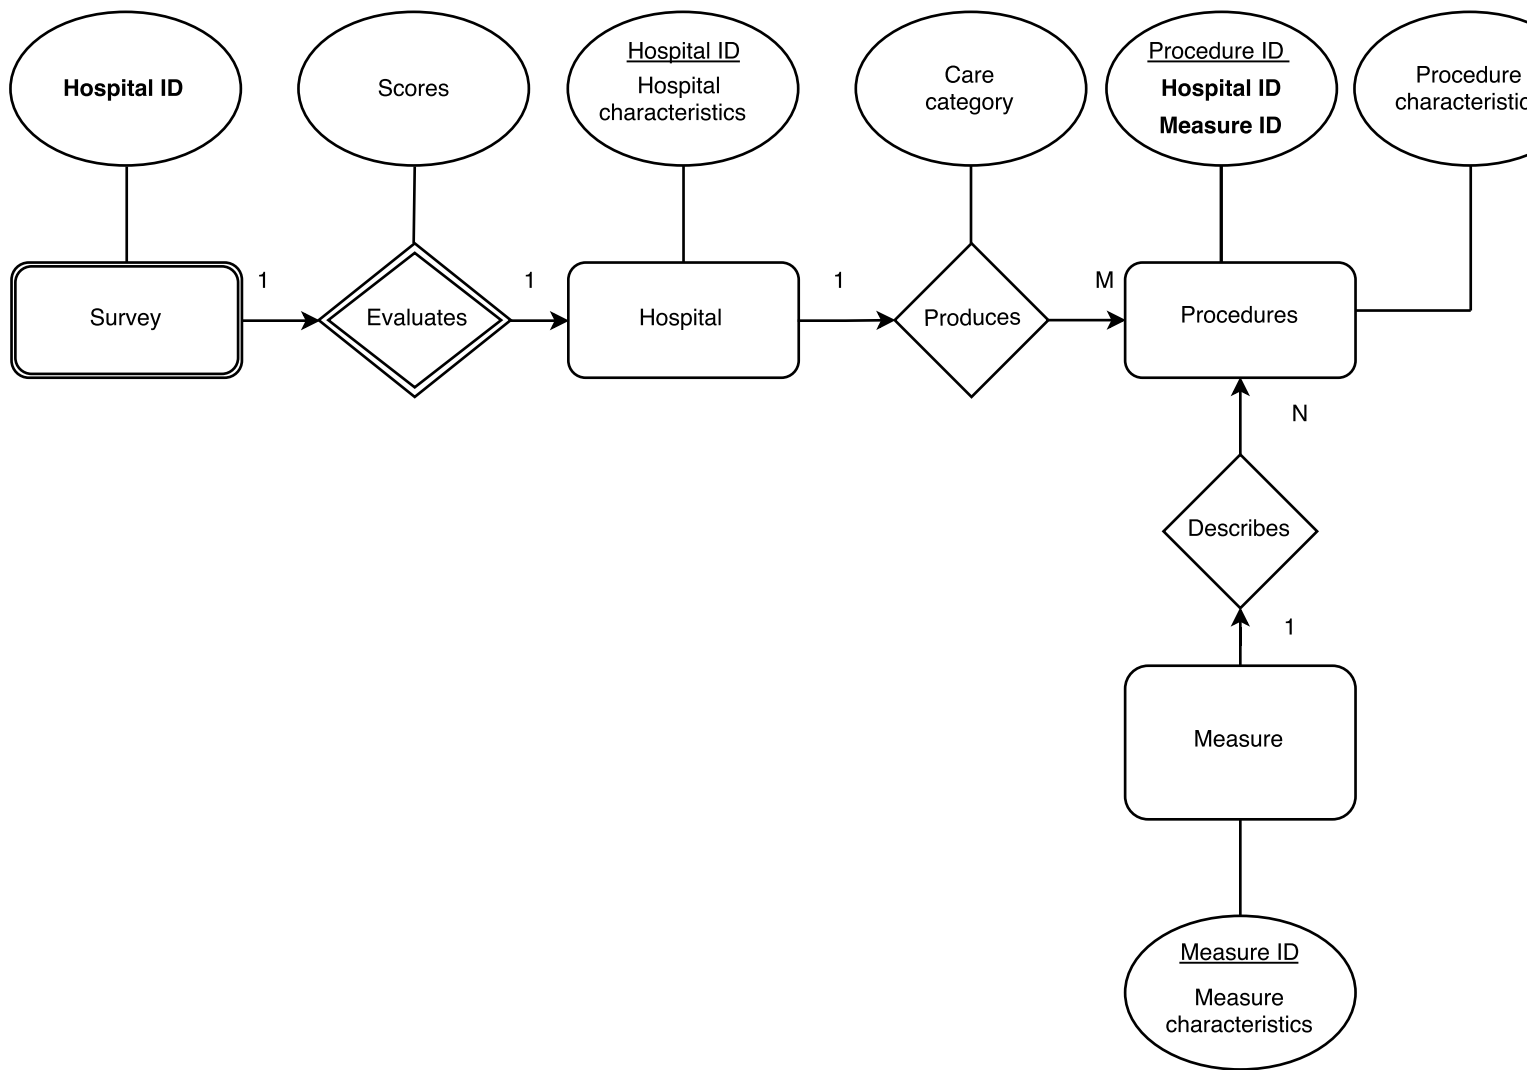 Hospital ID
Scores
Hospital ID
Hospital
characteristics
Care
category
Procedure ID
Hospital ID
Measure ID
Procedure
characteristic
1
1
1
M
Survey
Evaluates
Hospital
Produces
Procedures
N
Describes
1
Measure
Measure ID
Measure
characteristics